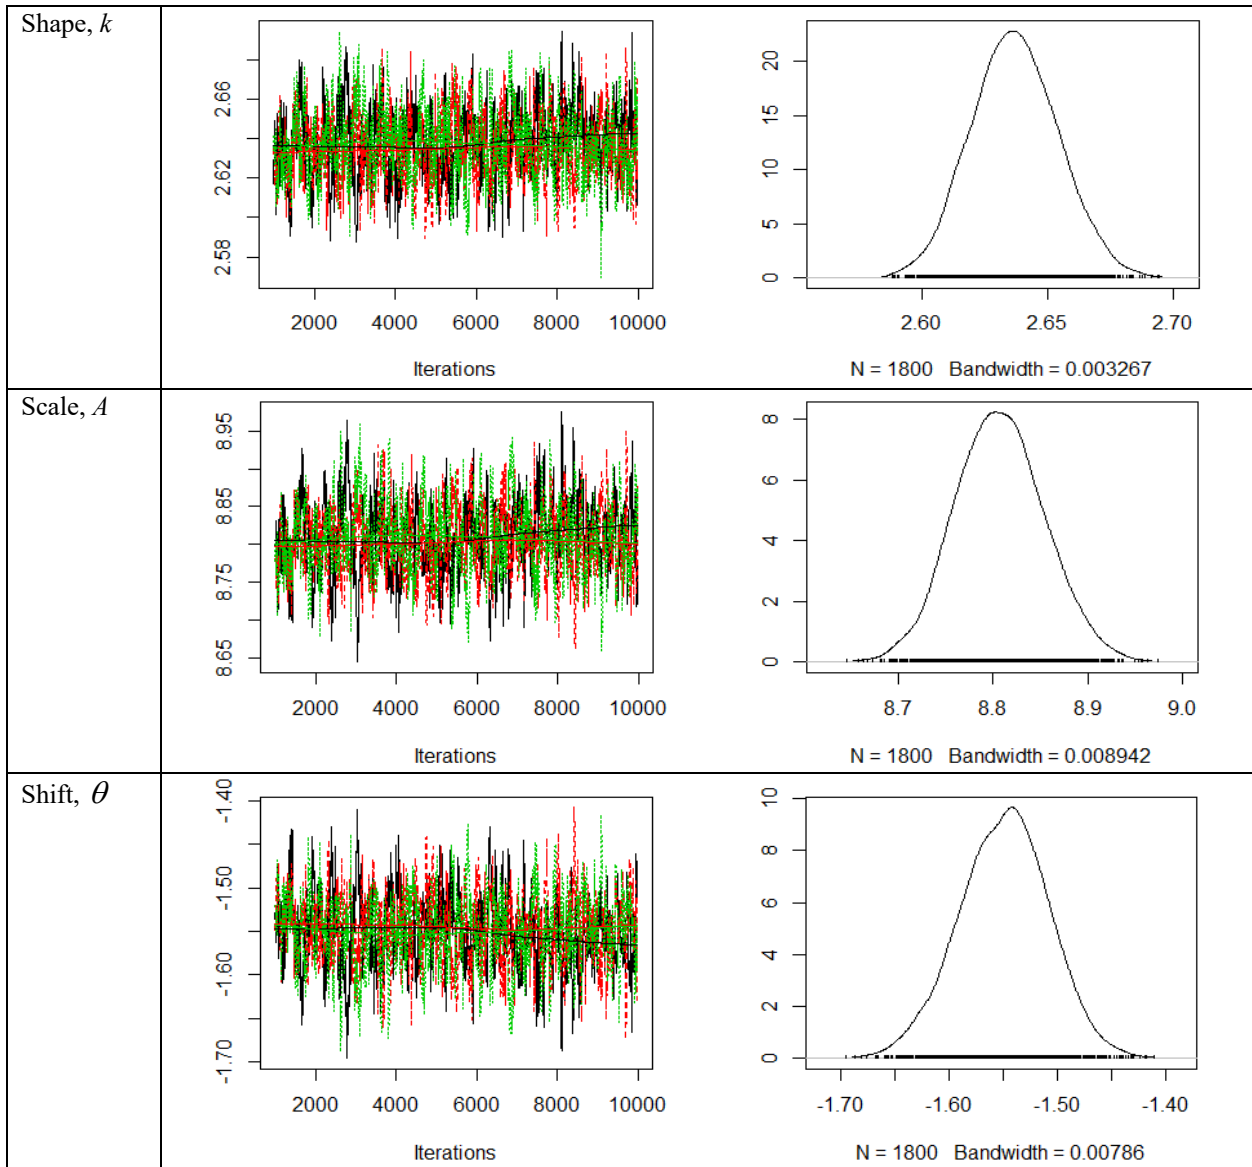 Shape, k
2.58 2.62 2.66
2000 4000 6000 8000 10000
Iterations
0 5 10 15 20
2.60 2.65 2.70
N = 1800 Bandwidth = 0.003267
Scale, A
8.65 8.75 8.85 8.95
2000 4000 6000 8000 10000
Iterations
0 2 4 6 8
8.7 8.8 8.9 9.0
N = 1800 Bandwidth = 0.008942
Shift, θ
-1.70 -1.60 -1.50 -1.40
2000 4000 6000 8000 10000
Iterations
0 2 4 6 8 10
-1.70 -1.60 -1.50 -1.40
N = 1800 Bandwidth = 0.00786